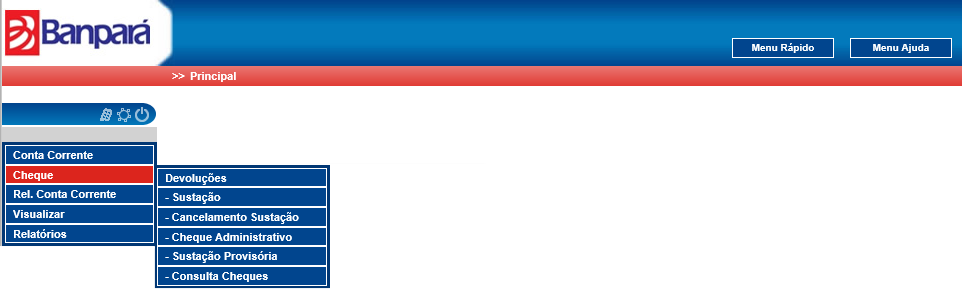 Banpará
Menu Rápido
Menu Ajuda
>> Principal
Conta Corrente
Cheque
Rel. Conta Corrente
Visualizar
Relatórios
Devoluções
- Sustação
- Cancelamento Sustação
- Cheque Administrativo
- Sustação Provisória
- Consulta Cheques